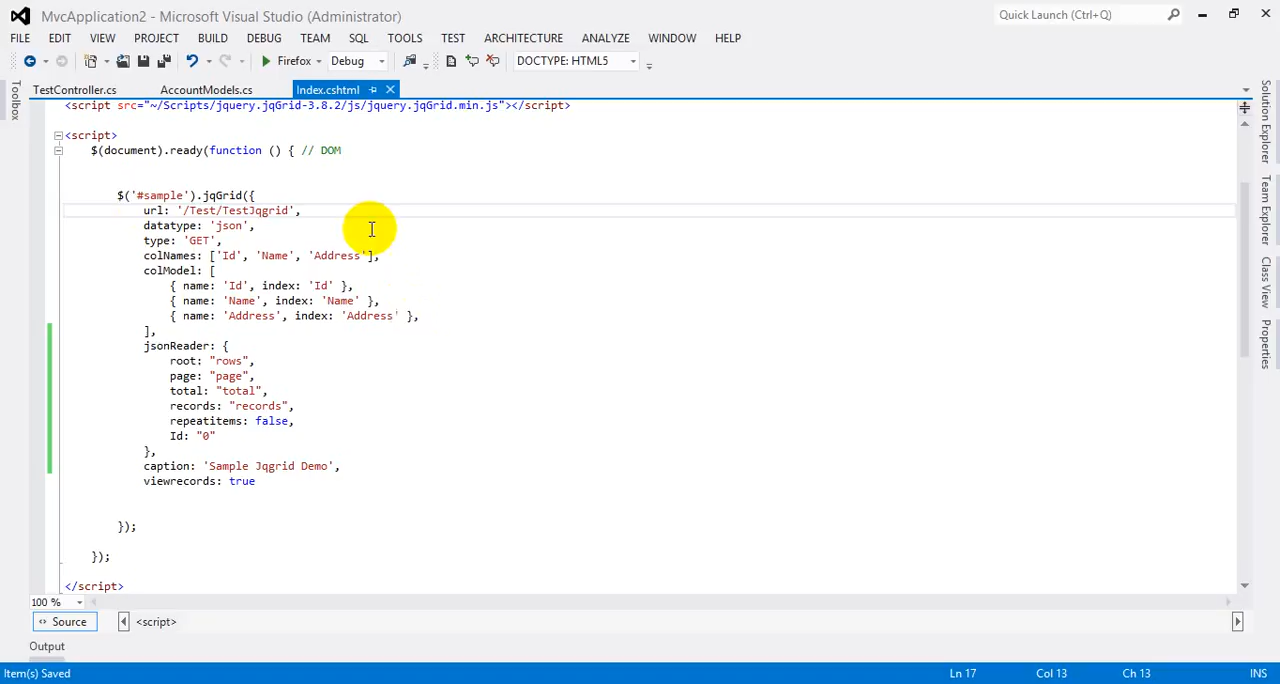 MvcApplication2 - Microsoft Visual Studio (Administrator)
Quick Launch (Ctrl+Q)
FILE EDIT VIEW PROJECT BUILD DEBUG TEAM SQL TOOLS TEST ARCHITECTURE ANALYZE WINDOW HELP
Firefox Debug DOCTYPE: HTML5
Toolbox
TestController.cs AccountModels.cs Index.cshtml
<script src="~/Scripts/jquery.jqGrid-3.8.2/js/jquery.jqGrid.min.js"></script>
<script>
$(document).ready(function () { // DOM
$('#sample').jqGrid({
url: '/Test/TestJqgrid',
datatype: 'json',
type: 'GET',
colNames: ['Id', 'Name', 'Address'],
colModel: [
{ name: 'Id', index: 'Id' },
{ name: 'Name', index: 'Name' },
{ name: 'Address', index: 'Address' },
],
jsonReader: {
root: "rows",
page: "page",
total: "total",
records: "records",
repeatitems: false,
Id: "0"
},
caption: 'Sample Jqgrid Demo',
viewrecords: true
});
});
</script>
Solution Explorer
Team Explorer
Class View
Properties
100 %
Source <script>
Output
Item(s) Saved Ln 17 Col 13 Ch 13 INS